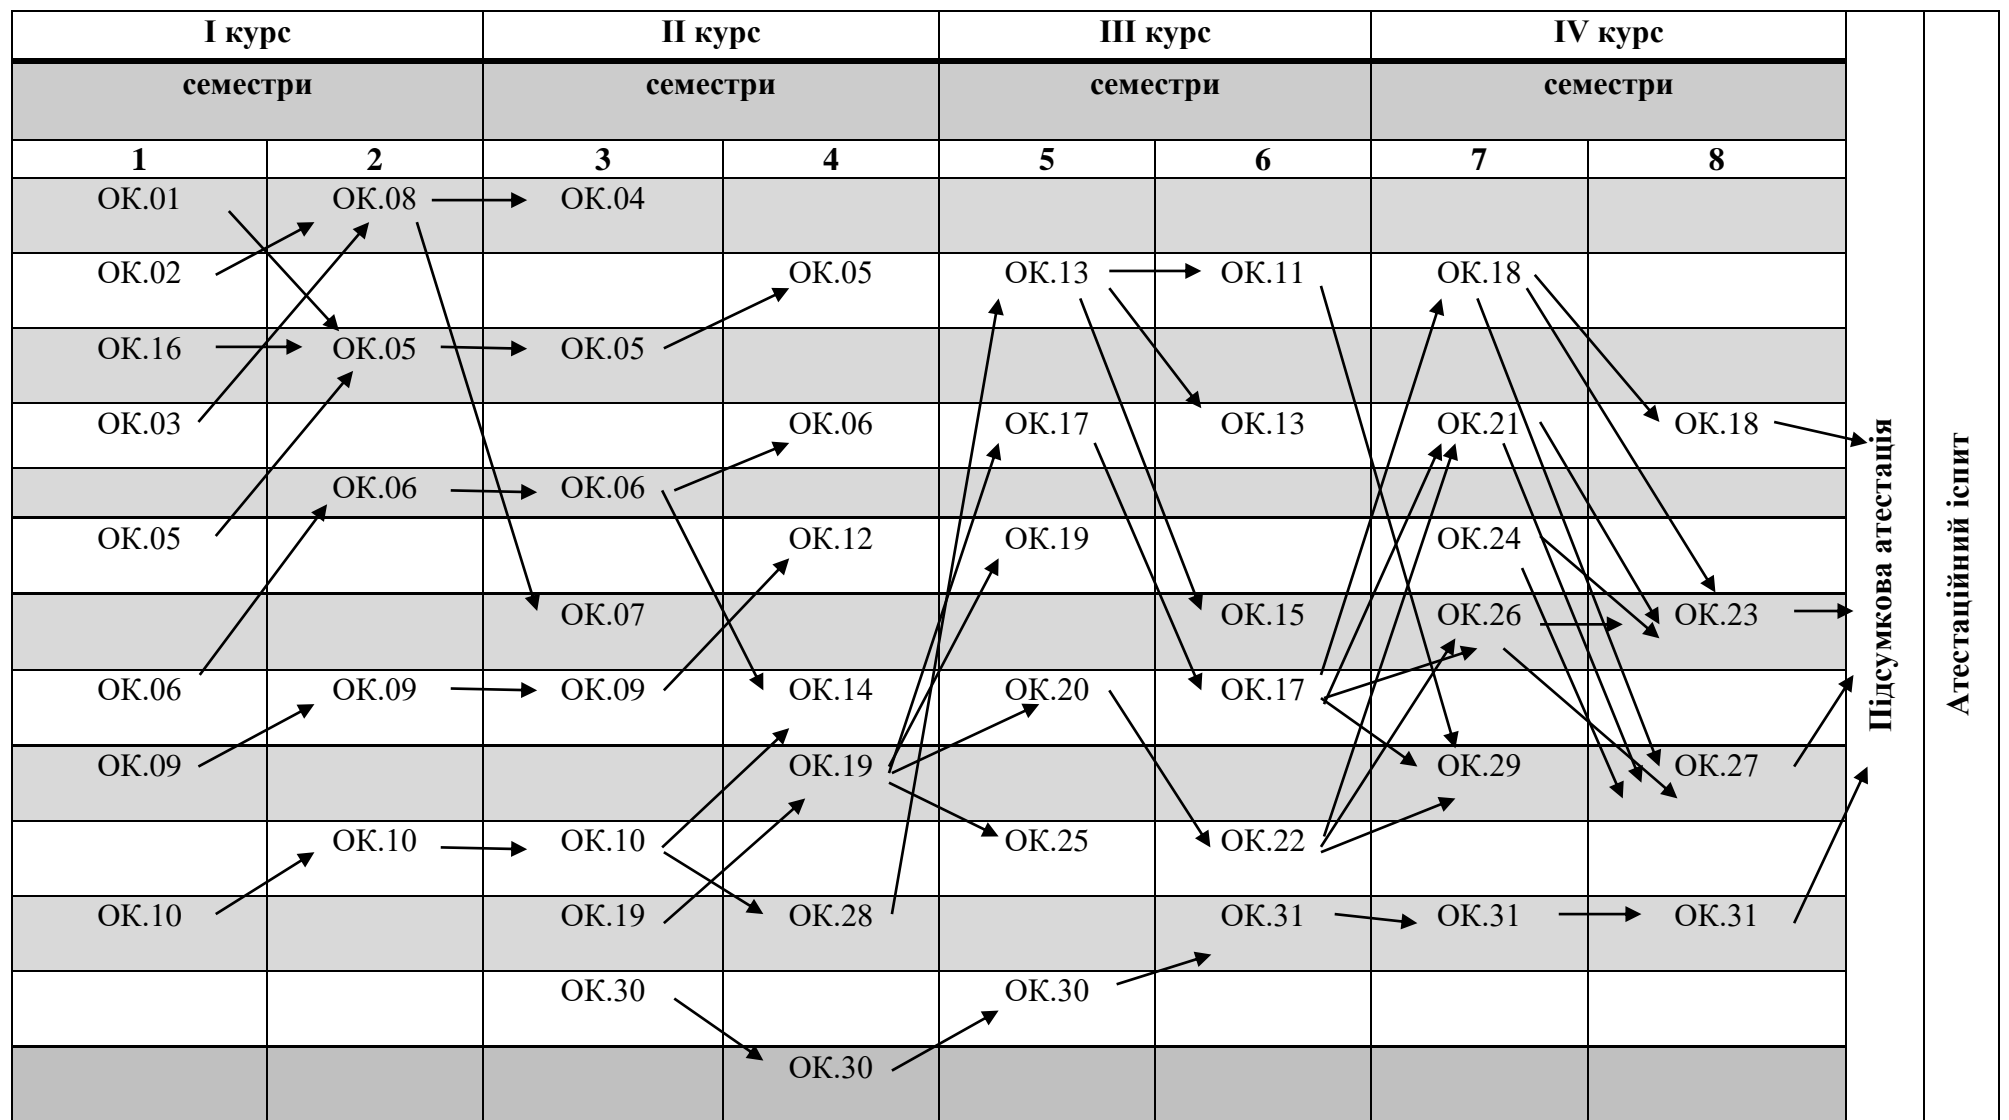 I курс II курс III курс IV курс
семестри семестри семестри семестри
1 2 3 4 5 6 7 8
ОК.01 ОК.08 ОК.04
ОК.02 ОК.05 ОК.13 ОК.11 ОК.18
ОК.16 ОК.05 ОК.05
ОК.03 ОК.06 ОК.17 ОК.13 ОК.21 ОК.18
ОК.06 ОК.06
ОК.05 ОК.12 ОК.19 ОК.24
ОК.07 ОК.15 ОК.26 ОК.23
ОК.06 ОК.09 ОК.09 ОК.14 ОК.20 ОК.17
ОК.09 ОК.19 ОК.29 ОК.27
ОК.10 ОК.10 ОК.25 ОК.22
ОК.10 ОК.19 ОК.28 ОК.31 ОК.31 ОК.31
ОК.30 ОК.30
ОК.30
Підсумкова атестація
Атестаційний іспит